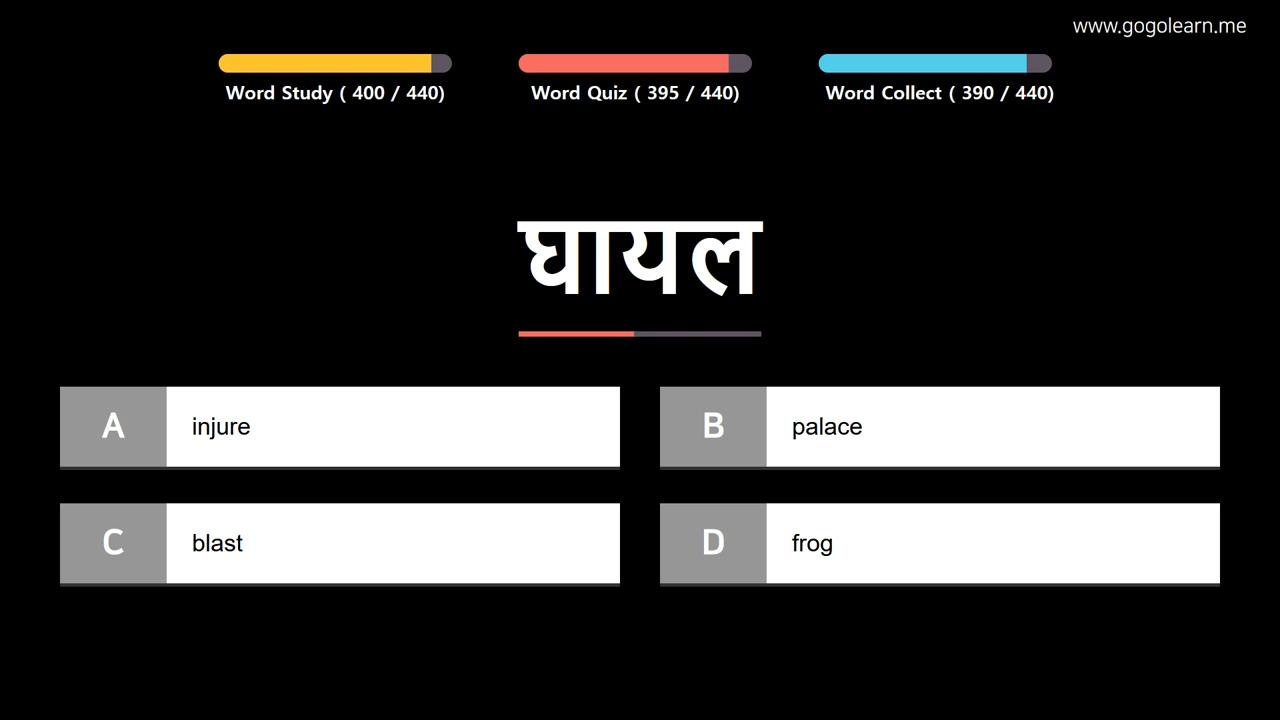 www.gogolearn.me
Word Study ( 400 / 440)
Word Quiz ( 395 / 440)
Word Collect ( 390 / 440)
घायल
A injure
B palace
C blast
D frog